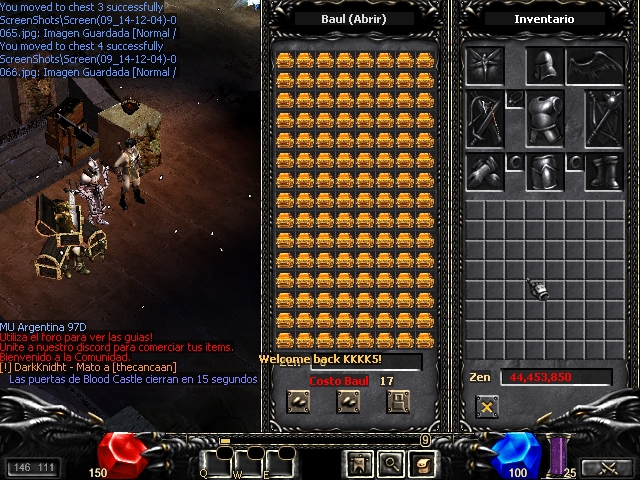 You moved to chest 3 successfully
ScreenShots\Screen(09_14-12-04)-0
065.jpg: Imagen Guardada [Normal /
You moved to chest 4 successfully
ScreenShots\Screen(09_14-12-04)-0
066.jpg: Imagen Guardada [Normal /
Baul (Abrir)
Inventario
MU Argentina 97D
Utiliza el foro para ver las guias!
Unite a nuestro discord para comerciar tus items.
Bienvenido a la Comunidad.
[!] DarkKnidht - Mato a [thecancaan]
Las puertas de Blood Castle cierran en 15 segundos
Welcome back KKKK5!
Costo Baul 17
Zen 44,453,850
146 111
150
Q W E
9
100
25